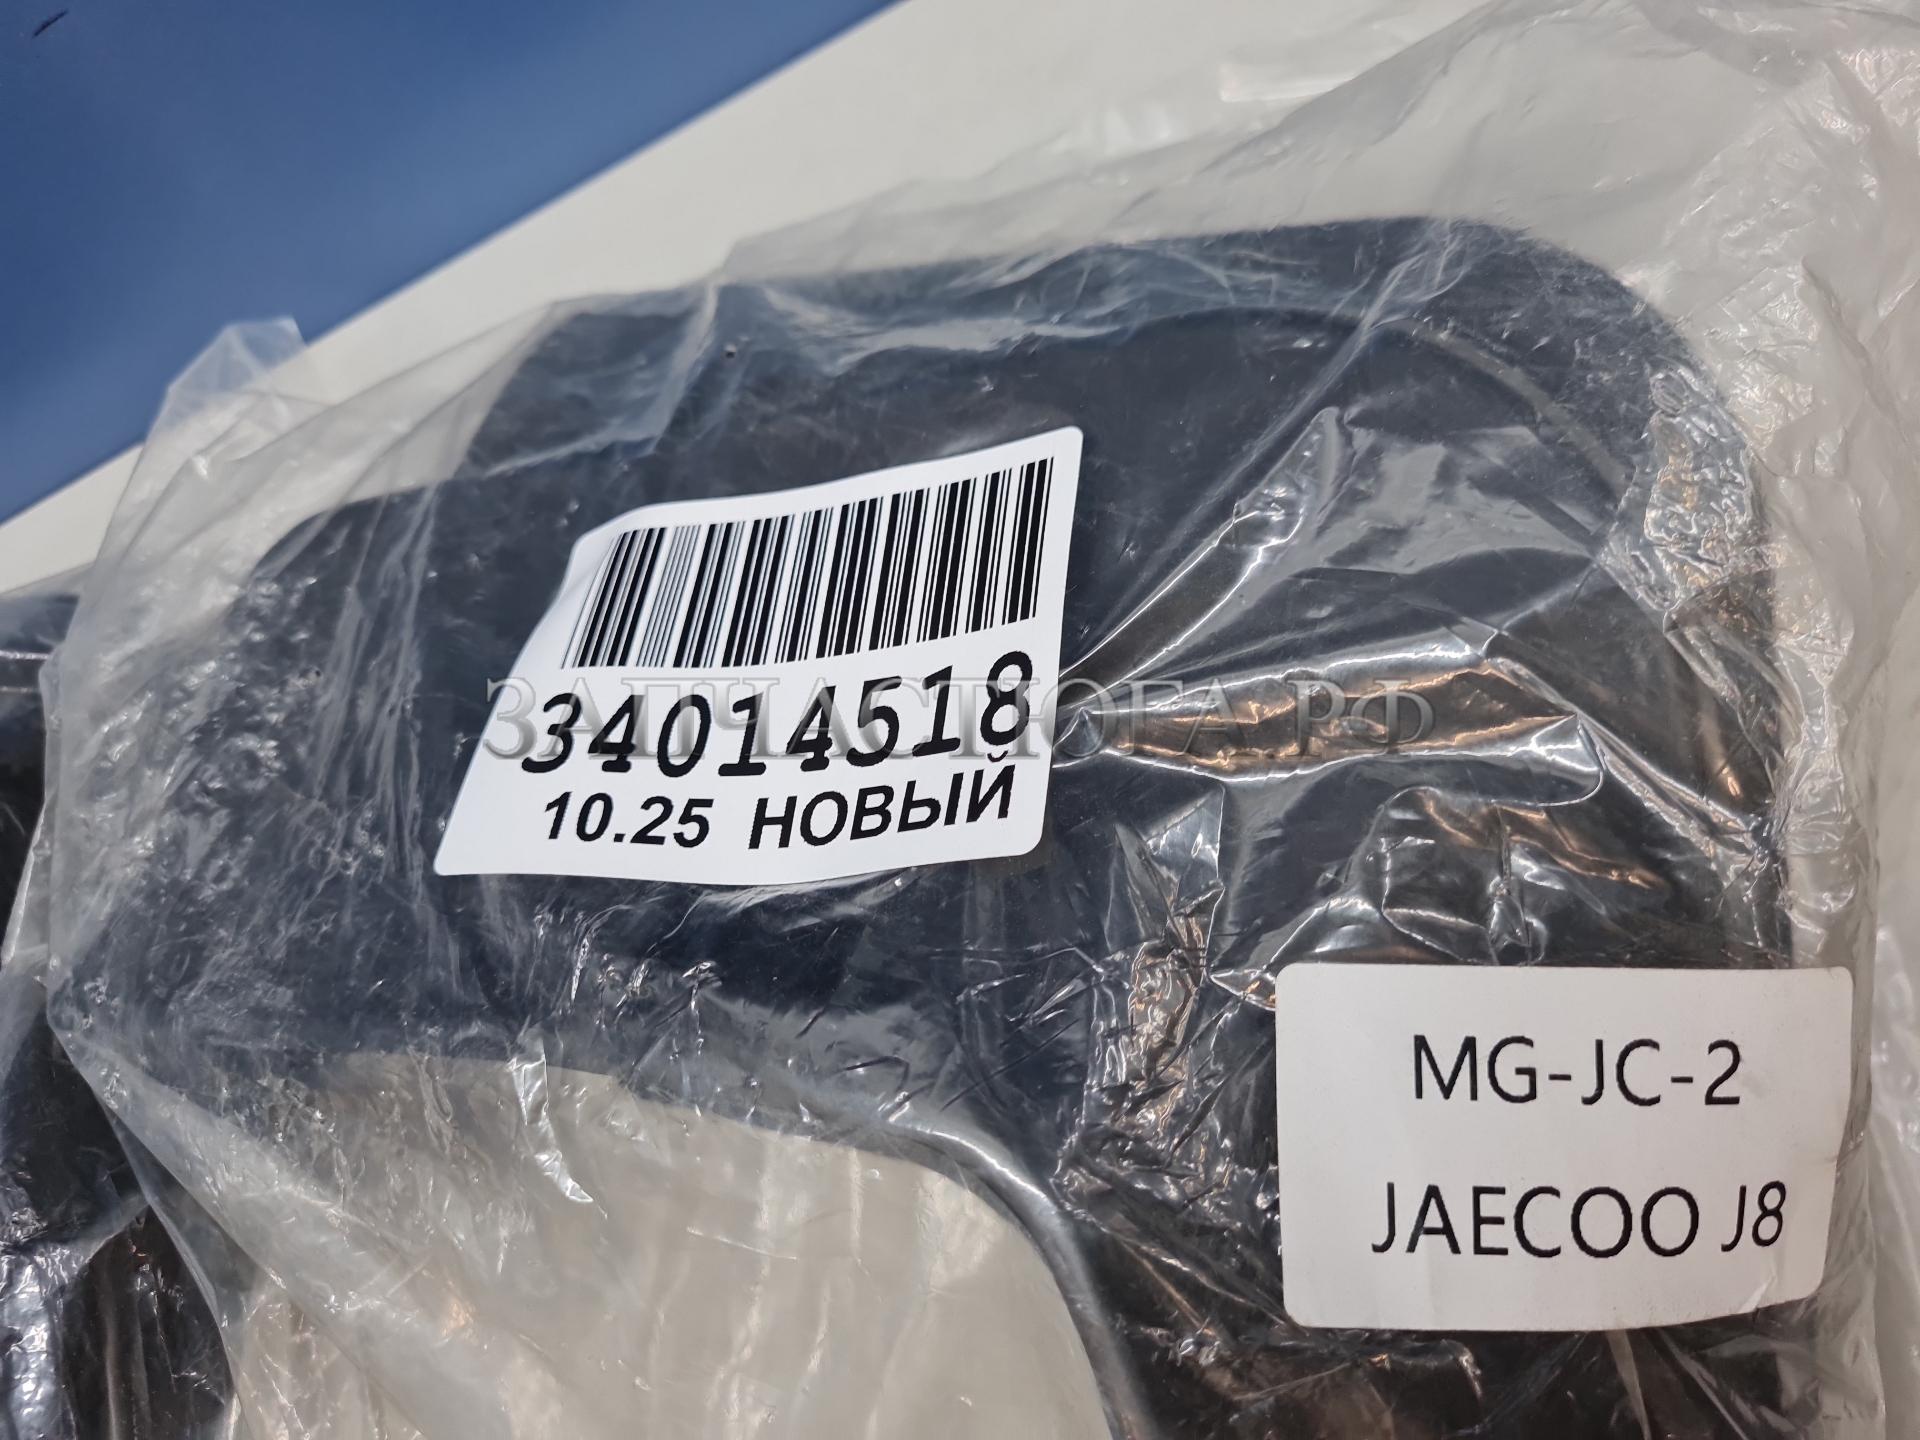 34014518
10.25 НОВЫЙ
ЗАПЧАСТЮГА.РФ
MG-JC-2
JAECOO J8